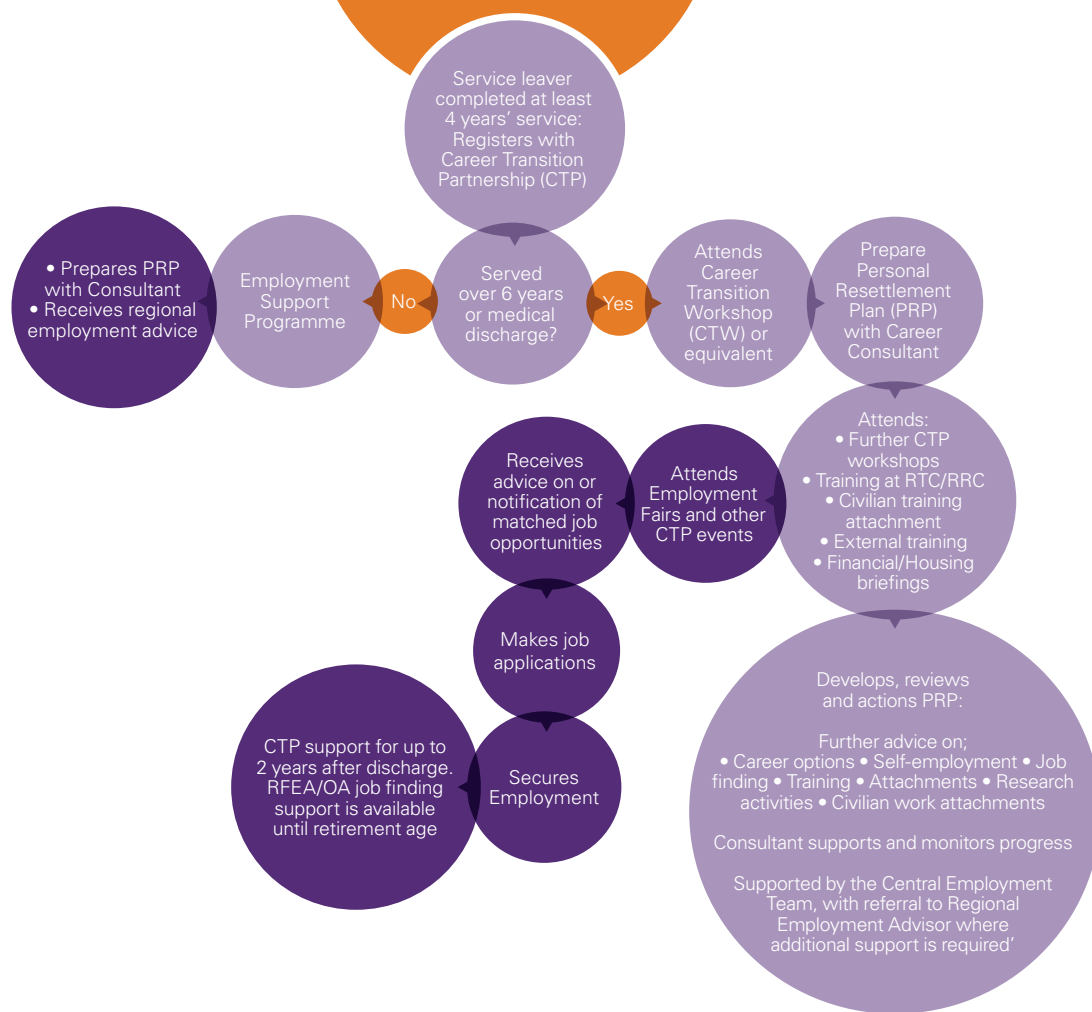 Service leaver
completed at least
4 years’ service:
Registers with
Career Transition
Partnership (CTP)
Served
over 6 years
or medical
discharge?
No
Employment
Support
Programme
• Prepares PRP
with Consultant
• Receives regional
employment advice
Yes
Attends
Career
Transition
Workshop
(CTW) or
equivalent
Prepare
Personal
Resettlement
Plan (PRP)
with Career
Consultant
Attends:
• Further CTP
workshops
• Training at RTC/RRC
• Civilian training
attachment
• External training
• Financial/Housing
briefings
Attends
Employment
Fairs and other
CTP events
Receives
advice on or
notification of
matched job
opportunities
Makes job
applications
Secures
Employment
CTP support for up to
2 years after discharge.
RFEA/OA job finding
support is available
until retirement age
Develops, reviews
and actions PRP:
Further advice on;
• Career options • Self-employment • Job
finding • Training • Attachments • Research
activities • Civilian work attachments
Consultant supports and monitors progress
Supported by the Central Employment
Team, with referral to Regional
Employment Advisor where
additional support is required’